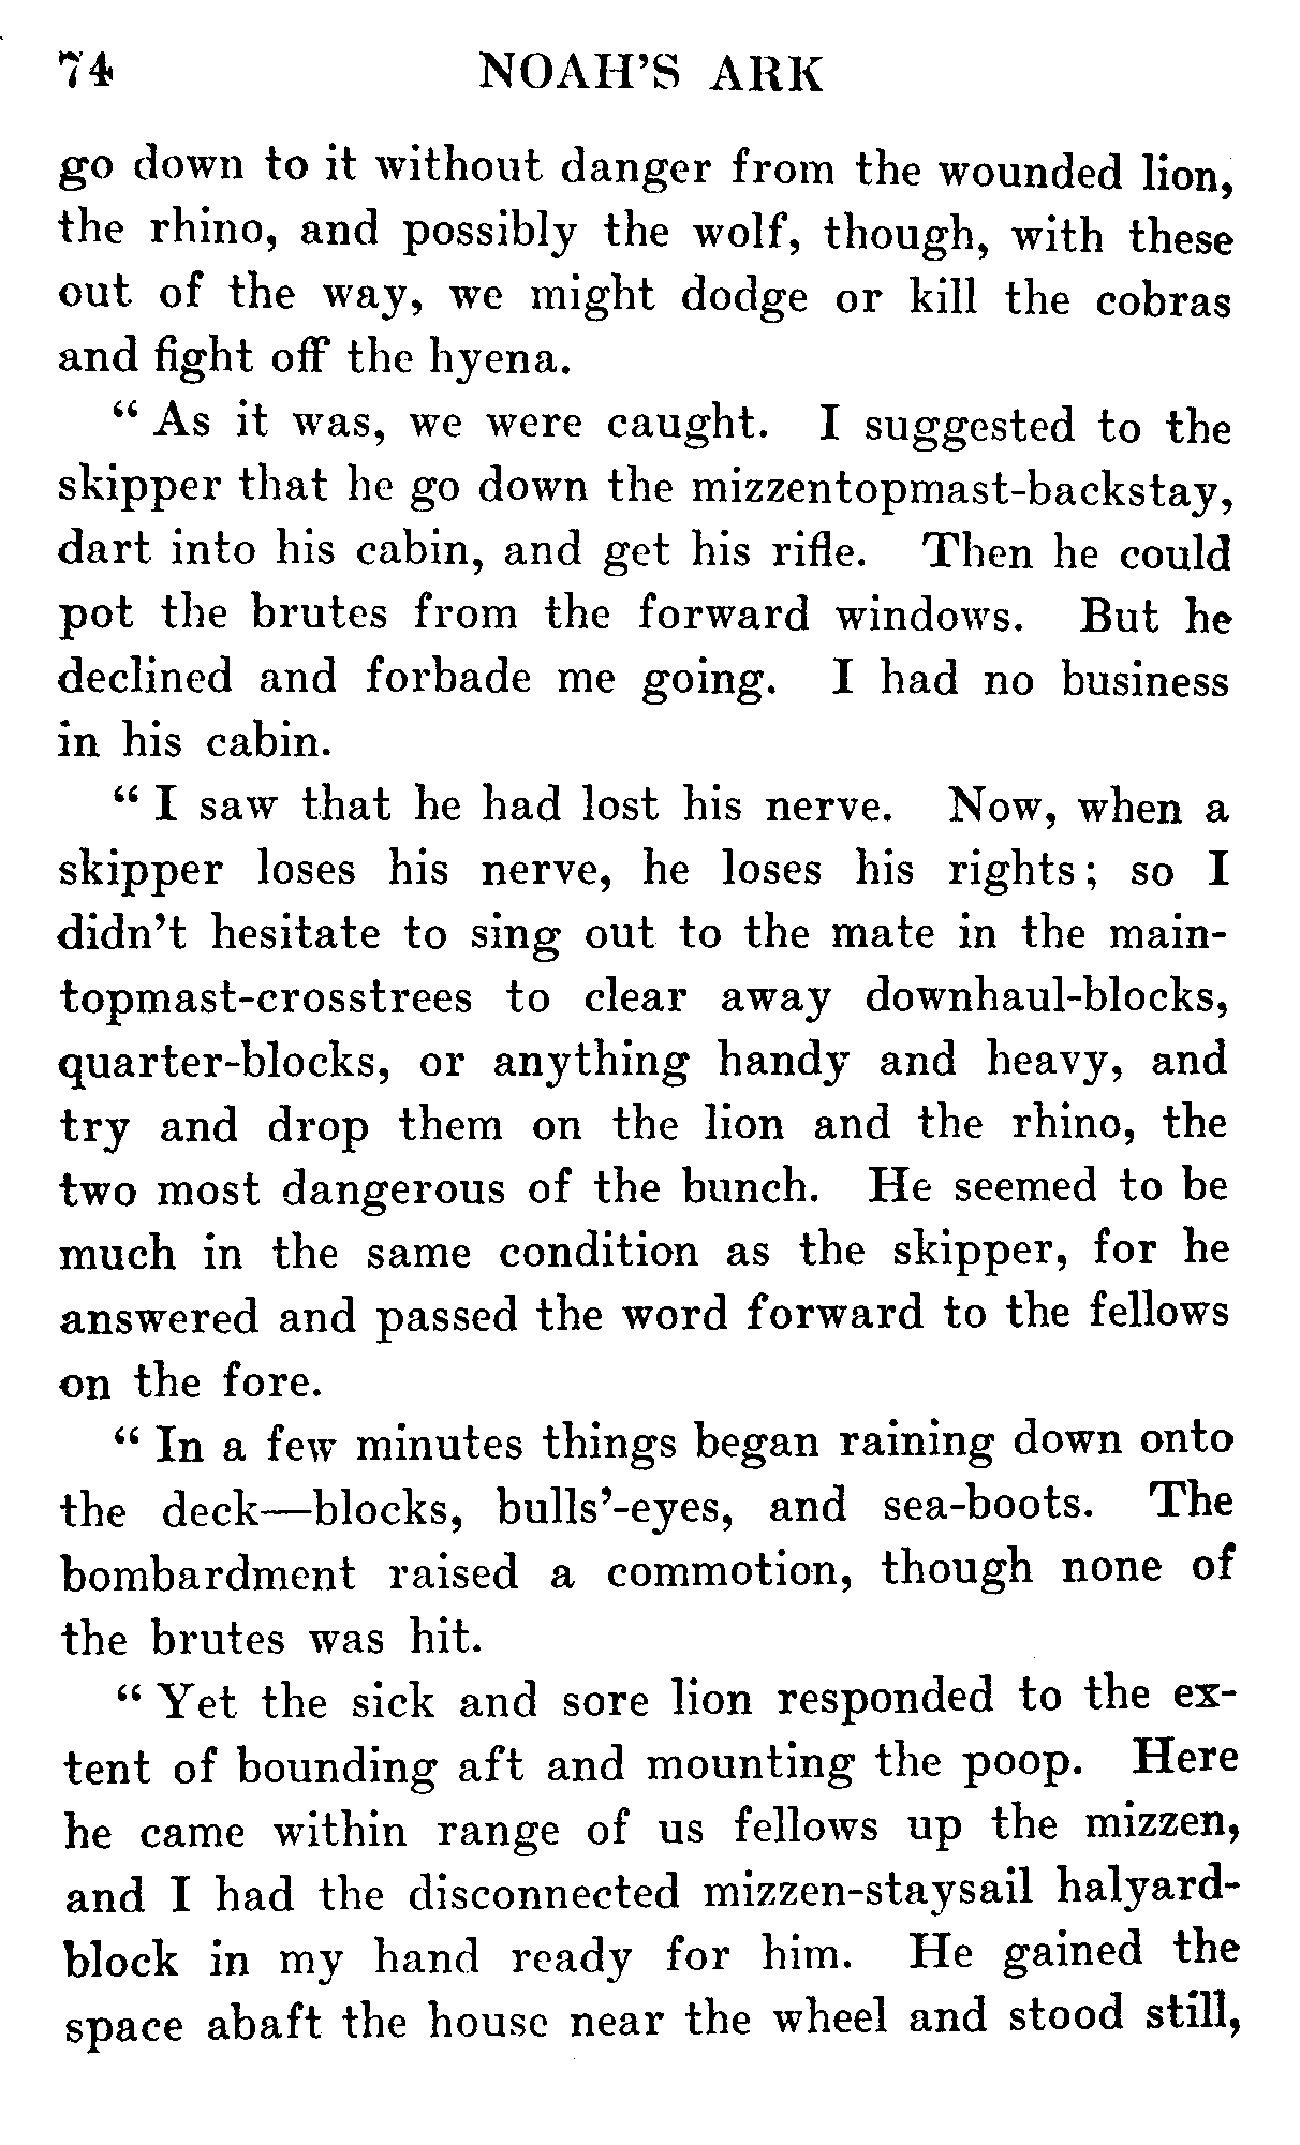 74 NOAH'S ARK
go down to it without danger from the wounded lion,
the rhino, and possibly the wolf, though, with these
out of the way, we might dodge or kill the cobras
and fight off the hyena.
“ As it was, we were caught. I suggested to the
skipper that he go down the mizzentopmast-backstay,
dart into his cabin, and get his rifle. Then he could
pot the brutes from the forward windows. But he
declined and forbade me going. I had no business
in his cabin.
“ I saw that he had lost his nerve. Now, when a
skipper loses his nerve, he loses his rights; so I
didn't hesitate to sing out to the mate in the main-
topmast-crosstrees to clear away downhaul-blocks,
quarter-blocks, or anything handy and heavy, and
try and drop them on the lion and the rhino, the
two most dangerous of the bunch. He seemed to be
much in the same condition as the skipper, for he
answered and passed the word forward to the fellows
on the fore.
“ In a few minutes things began raining down onto
the deck—blocks, bulls'-eyes, and sea-boots. The
bombardment raised a commotion, though none of
the brutes was hit.
“ Yet the sick and sore lion responded to the ex-
tent of bounding aft and mounting the poop. Here
he came within range of us fellows up the mizzen,
and I had the disconnected mizzen-staysail halyard-
block in my hand ready for him. He gained the
space abaft the house near the wheel and stood still,